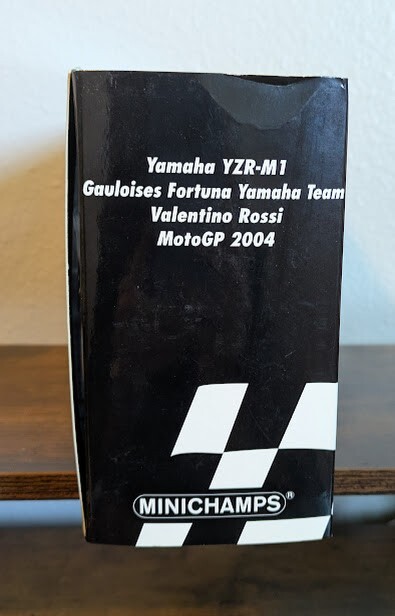 Yamaha YZR-M1
Gauloises Fortuna Yamaha Team
Valentino Rossi
MotoGP 2004
MINICHAMPS®